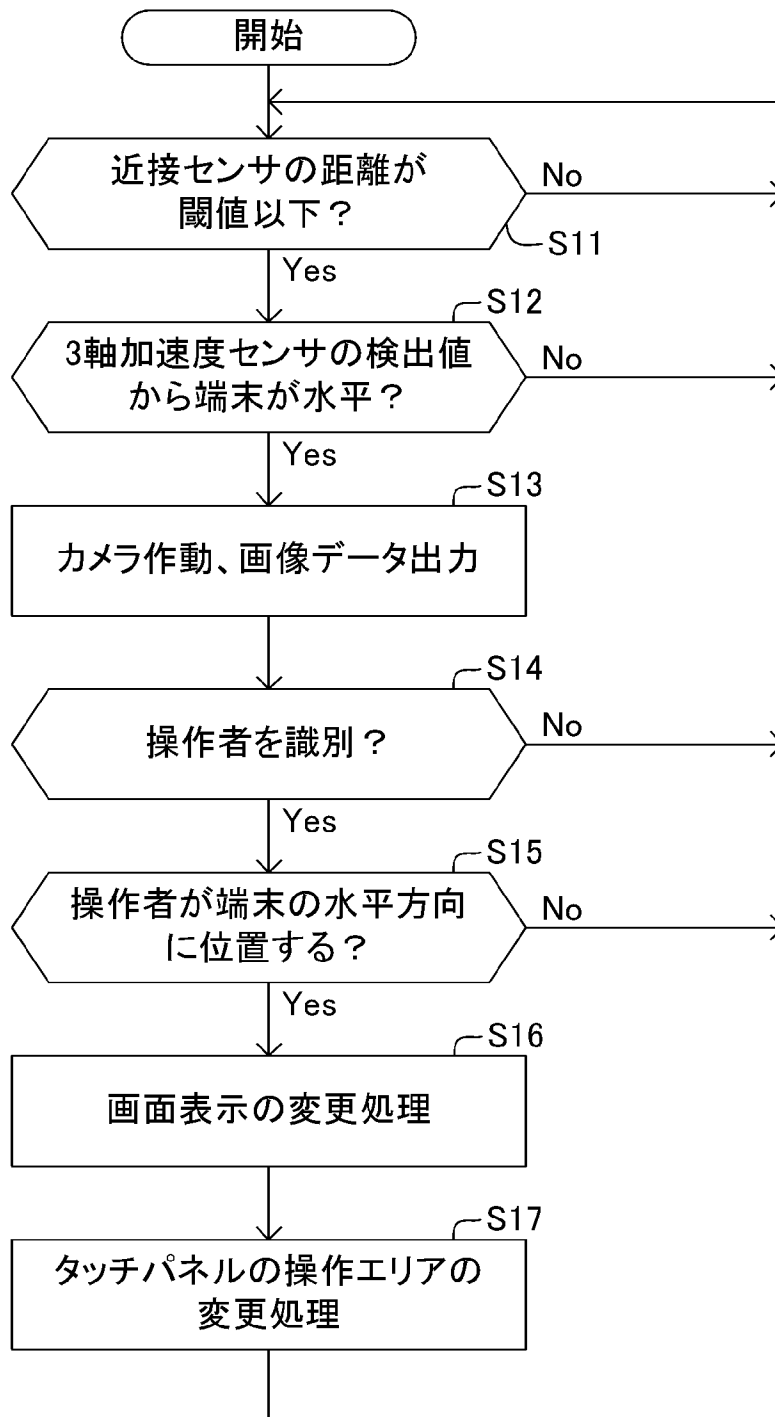 開始
近接センサの距離が
閾値以下？
No
S11
Yes
S12
3軸加速度センサの検出値
から端末が水平？
No
Yes
S13
カメラ作動、画像データ出力
S14
操作者を識別？
No
Yes
S15
操作者が端末の水平方向
に位置する？
No
Yes
S16
画面表示の変更処理
S17
タッチパネルの操作エリアの
変更処理